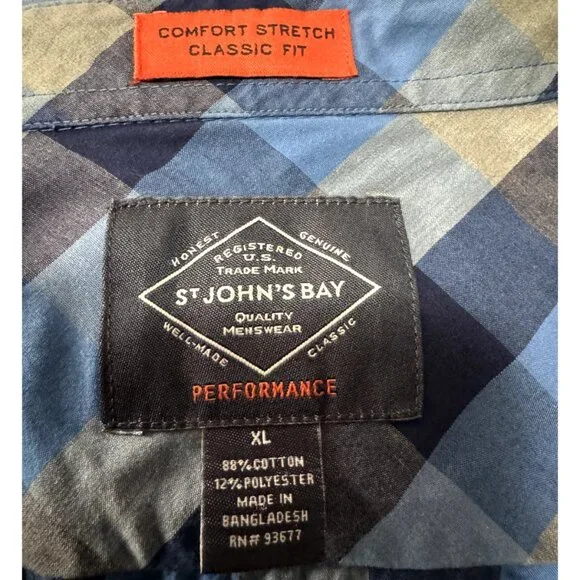 COMFORT STRETCH
CLASSIC FIT
HONEST
GENUINE
REGISTERED
U.S.
TRADE MARK
ST JOHN'S BAY
QUALITY
MENSWEAR
WELL-MADE
CLASSIC
PERFORMANCE
XL
88% COTTON
12% POLYESTER
MADE IN
BANGLADESH
RN# 93677